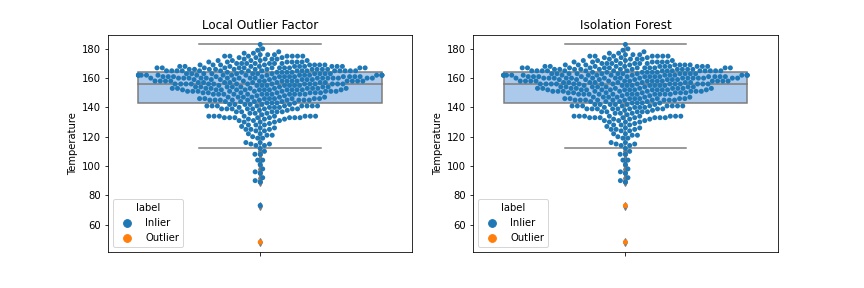 Local Outlier Factor
180
160
140
120
100
80
60
Temperature
label
Inlier
Outlier
Isolation Forest
180
160
140
120
100
80
60
Temperature
label
Inlier
Outlier